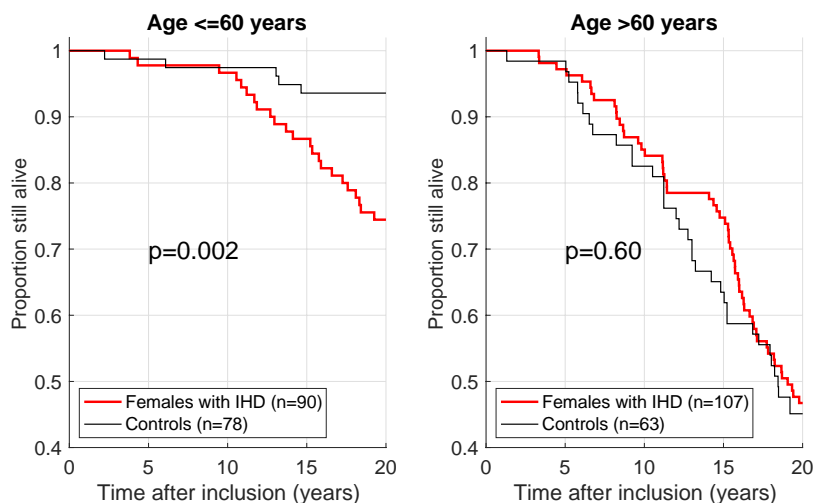 Age <=60 years
1
0.9
0.8
0.7
0.6
0.5
0.4
Proportion still alive
p=0.002
Females with IHD (n=90)
Controls (n=78)
0 5 10 15 20
Time after inclusion (years)
Age >60 years
1
0.9
0.8
0.7
0.6
0.5
0.4
Proportion still alive
p=0.60
Females with IHD (n=107)
Controls (n=63)
0 5 10 15 20
Time after inclusion (years)